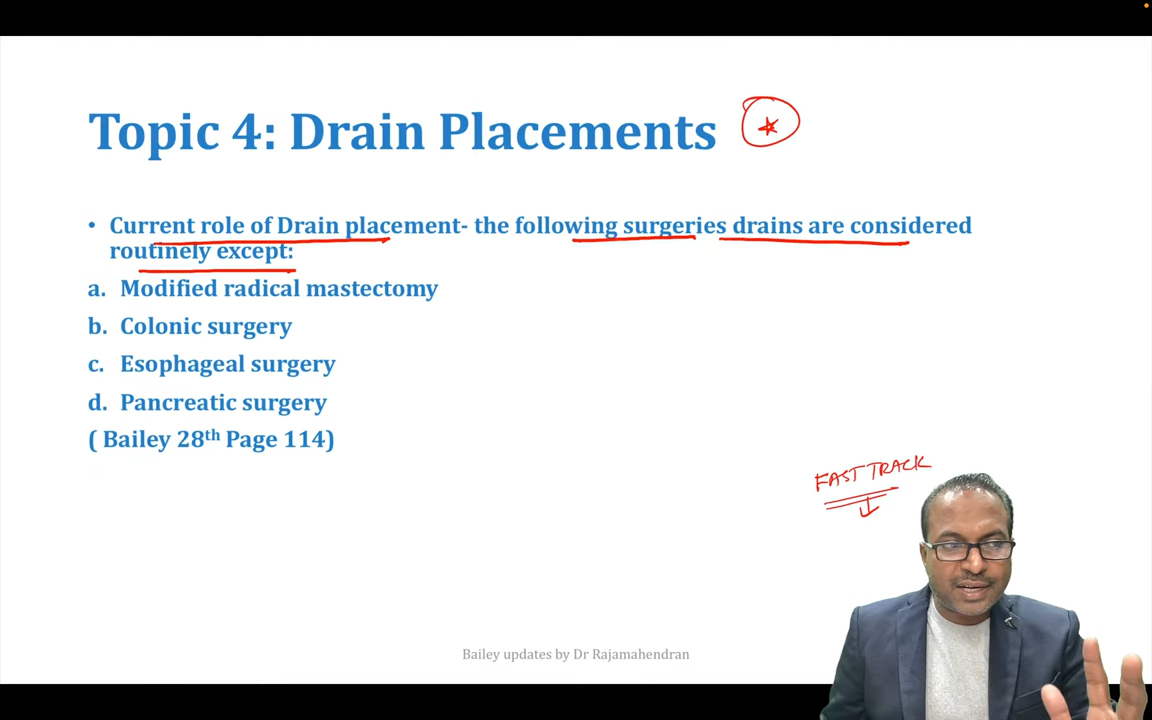 Topic 4: Drain Placements
• Current role of Drain placement- the following surgeries drains are considered
routinely except:
a. Modified radical mastectomy
b. Colonic surgery
c. Esophageal surgery
d. Pancreatic surgery
( Bailey 28th Page 114)
FAST TRACK
Bailey updates by Dr Rajamahendran